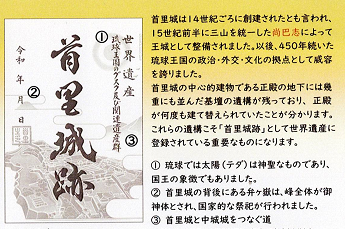 世界遺産
琉球王国のグスク及び関連遺産群
①
首里城跡
②
令和　年　月　日
③
首里城は14世紀ごろに創建されたとも言われ、
15世紀前半に三山を統一した尚巴志によって
王城として整備されました。以後、450年続いた
琉球王国の政治・外交・文化の拠点として威容
を誇りました。
首里城の中心的建物である正殿の地下には幾
重にも並んだ基壇の遺構が残っており、正殿
が何度も建て替えられていたことが分かります。
これらの遺構こそ「首里城跡」として世界遺産に
登録されている重要なものになります。
① 琉球では太陽（テダ）は神聖なものであり、
国王の象徴でもありました。
② 首里城の背後にある弁ヶ嶽は、峰全体が御
神体とされ、国家的な祭祀が行われました。
③ 首里城と中城城をつなぐ道